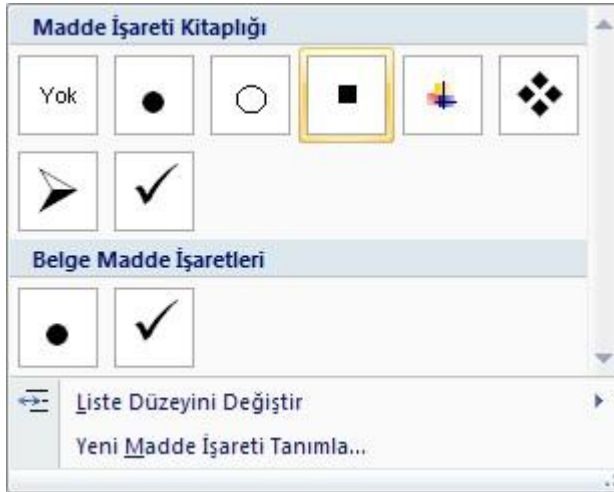 Madde İşareti Kitaplığı
Yok
Belge Madde İşaretleri
Liste Düzeyini Değiştir
Yeni Madde İşareti Tanımla...